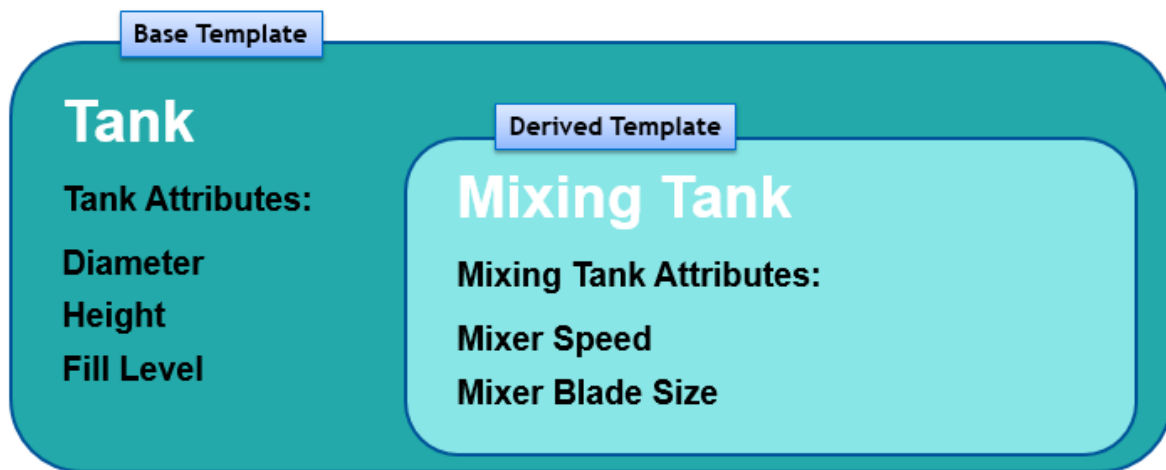 Base Template
Tank
Tank Attributes:
Diameter
Height
Fill Level
Derived Template
Mixing Tank
Mixing Tank Attributes:
Mixer Speed
Mixer Blade Size